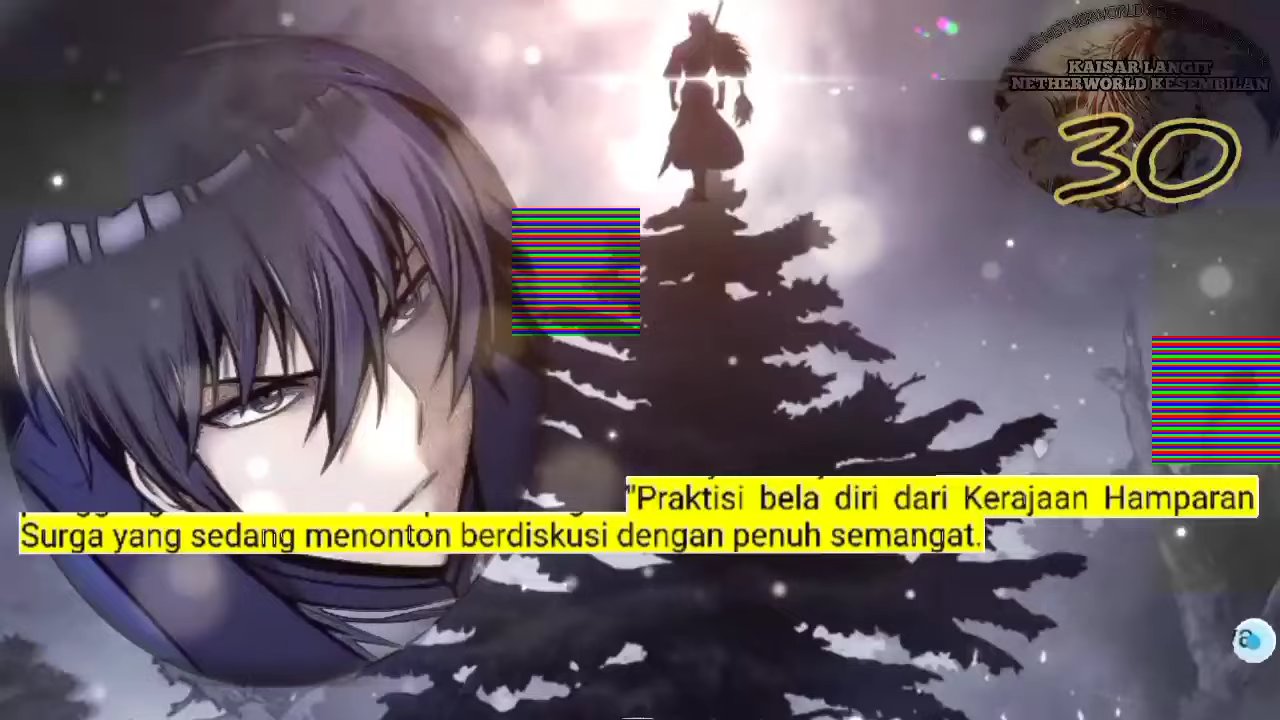 KAISAR LANGIT
NETHERWORLD KESEMBILAN
30
"Praktisi bela diri dari Kerajaan Hamparan
Surga yang sedang menonton berdiskusi dengan penuh semangat.